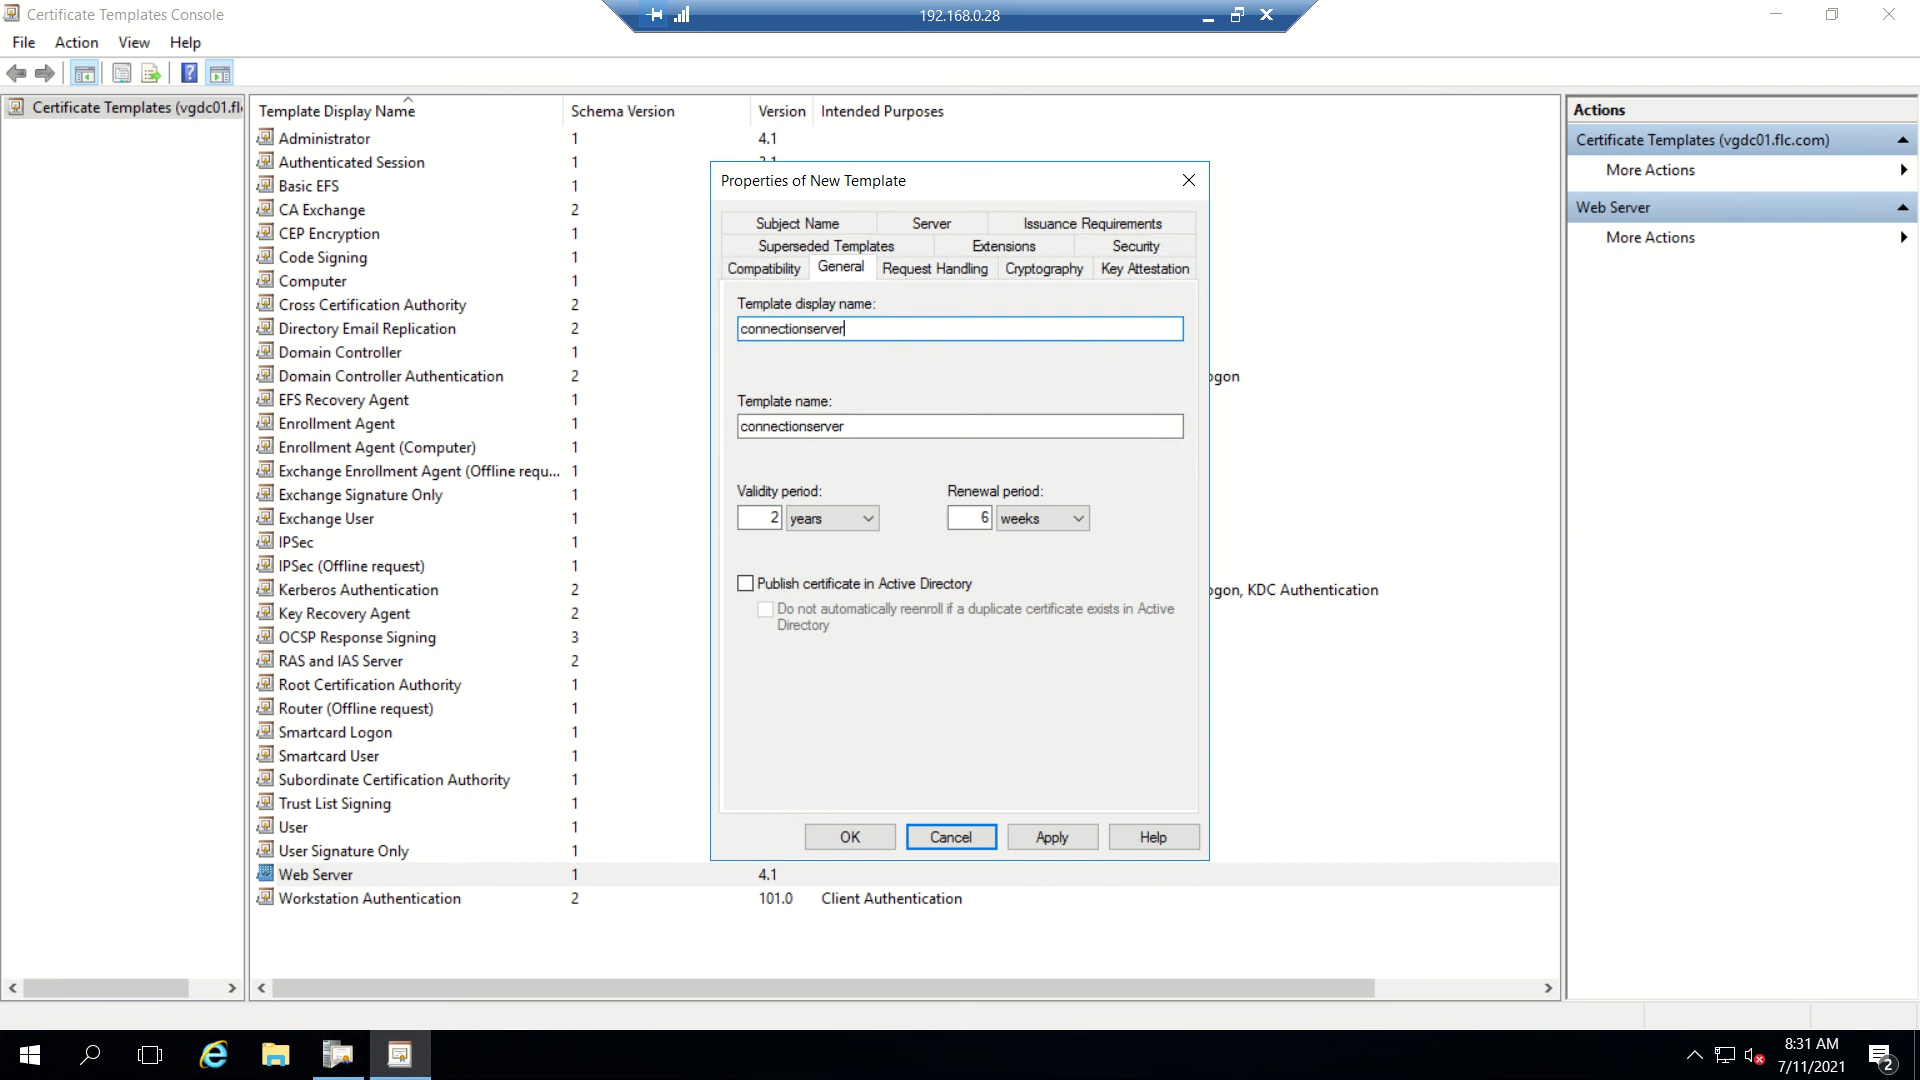 Certificate Templates Console
192.168.0.28
File Action View Help
Certificate Templates (vgdc01.fl
Template Display Name Schema Version Version Intended Purposes
Administrator 1 4.1
Authenticated Session 1
Basic EFS 1
CA Exchange 2
CEP Encryption 1
Code Signing 1
Computer 1
Cross Certification Authority 2
Directory Email Replication 2
Domain Controller 1
Domain Controller Authentication 2 ogon
EFS Recovery Agent 1
Enrollment Agent 1
Enrollment Agent (Computer) 1
Exchange Enrollment Agent (Offline requ... 1
Exchange Signature Only 1
Exchange User 1
IPSec 1
IPSec (Offline request) 1
Kerberos Authentication 2 ogon, KDC Authentication
Key Recovery Agent 2
OCSP Response Signing 3
RAS and IAS Server 2
Root Certification Authority 1
Router (Offline request) 1
Smartcard Logon 1
Smartcard User 1
Subordinate Certification Authority 1
Trust List Signing 1
User 1
User Signature Only 1
Web Server 1 4.1
Workstation Authentication 2 101.0 Client Authentication
Properties of New Template
Subject Name Server Issuance Requirements
Superseded Templates Extensions Security
Compatibility General Request Handling Cryptography Key Attestation
Template display name:
connectionserver
Template name:
connectionserver
Validity period: Renewal period:
2 years 6 weeks
Publish certificate in Active Directory
Do not automatically reenroll if a duplicate certificate exists in Active
Directory
OK Cancel Apply Help
Actions
Certificate Templates (vgdc01.flc.com)
More Actions
Web Server
More Actions
8:31 AM
7/11/2021
2